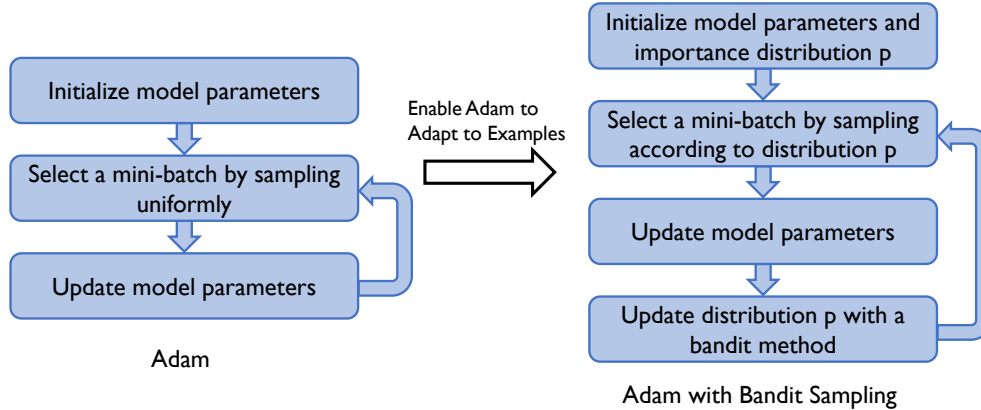 Initialize model parameters
Select a mini-batch by sampling
uniformly
Update model parameters
Adam
Enable Adam to
Adapt to Examples
Initialize model parameters and
importance distribution p
Select a mini-batch by sampling
according to distribution p
Update model parameters
Update distribution p with a
bandit method
Adam with Bandit Sampling